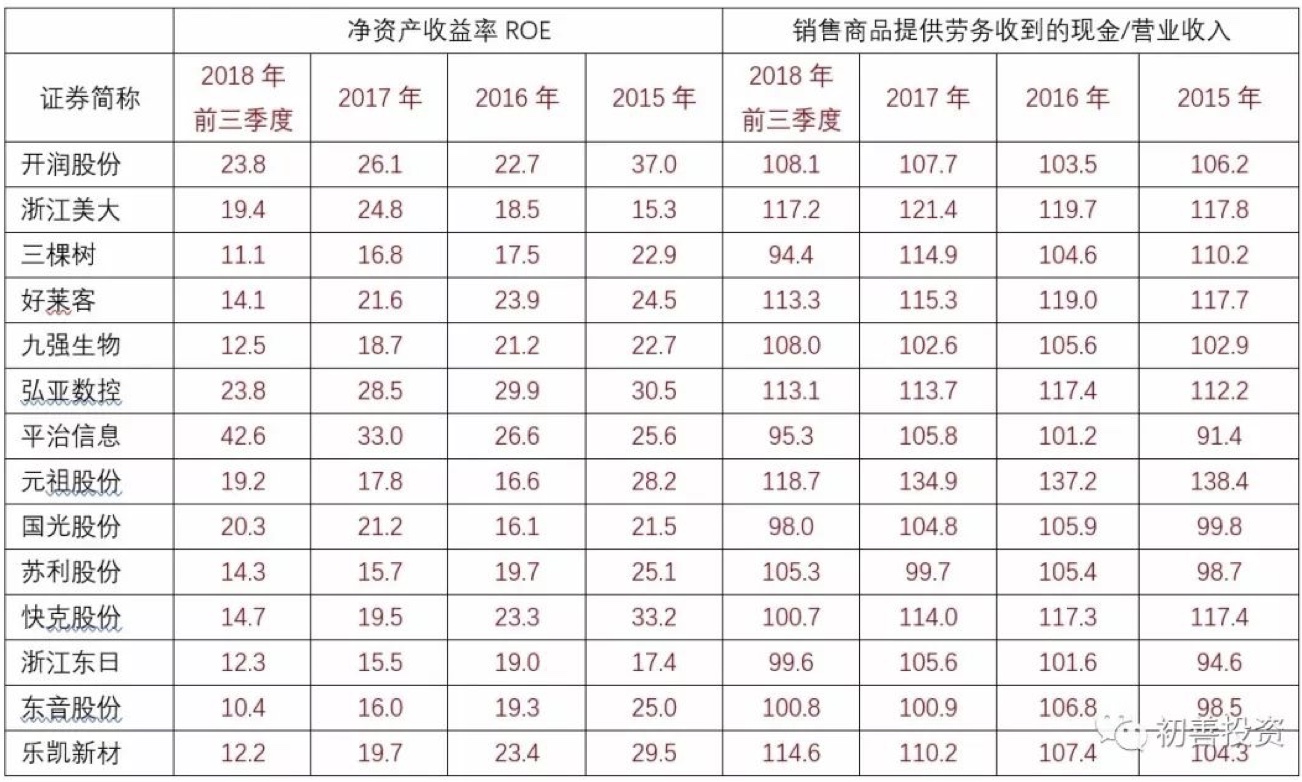 净资产收益率 ROE 销售商品提供劳务收到的现金/营业收入
证券简称 2018 年前三季度 2017 年 2016 年 2015 年 2018 年前三季度 2017 年 2016 年 2015 年
开润股份 23.8 26.1 22.7 37.0 108.1 107.7 103.5 106.2
浙江美大 19.4 24.8 18.5 15.3 117.2 121.4 119.7 117.8
三棵树 11.1 16.8 17.5 22.9 94.4 114.9 104.6 110.2
好莱客 14.1 21.6 23.9 24.5 113.3 115.3 119.0 117.7
九强生物 12.5 18.7 21.2 22.7 108.0 102.6 105.6 102.9
弘亚数控 23.8 28.5 29.9 30.5 113.1 113.7 117.4 112.2
平治信息 42.6 33.0 26.6 25.6 95.3 105.8 101.2 91.4
元祖股份 19.2 17.8 16.6 28.2 118.7 134.9 137.2 138.4
国光股份 20.3 21.2 16.1 21.5 98.0 104.8 105.9 99.8
苏利股份 14.3 15.7 19.7 25.1 105.3 99.7 105.4 98.7
快克股份 14.7 19.5 23.3 33.2 100.7 114.0 117.3 117.4
浙江东日 12.3 15.5 19.0 17.4 99.6 105.6 101.6 94.6
东音股份 10.4 16.0 19.3 25.0 100.8 100.9 106.8 98.5
乐凯新材 12.2 19.7 23.4 29.5 114.6 110.2 107.4 104.3
初善投资